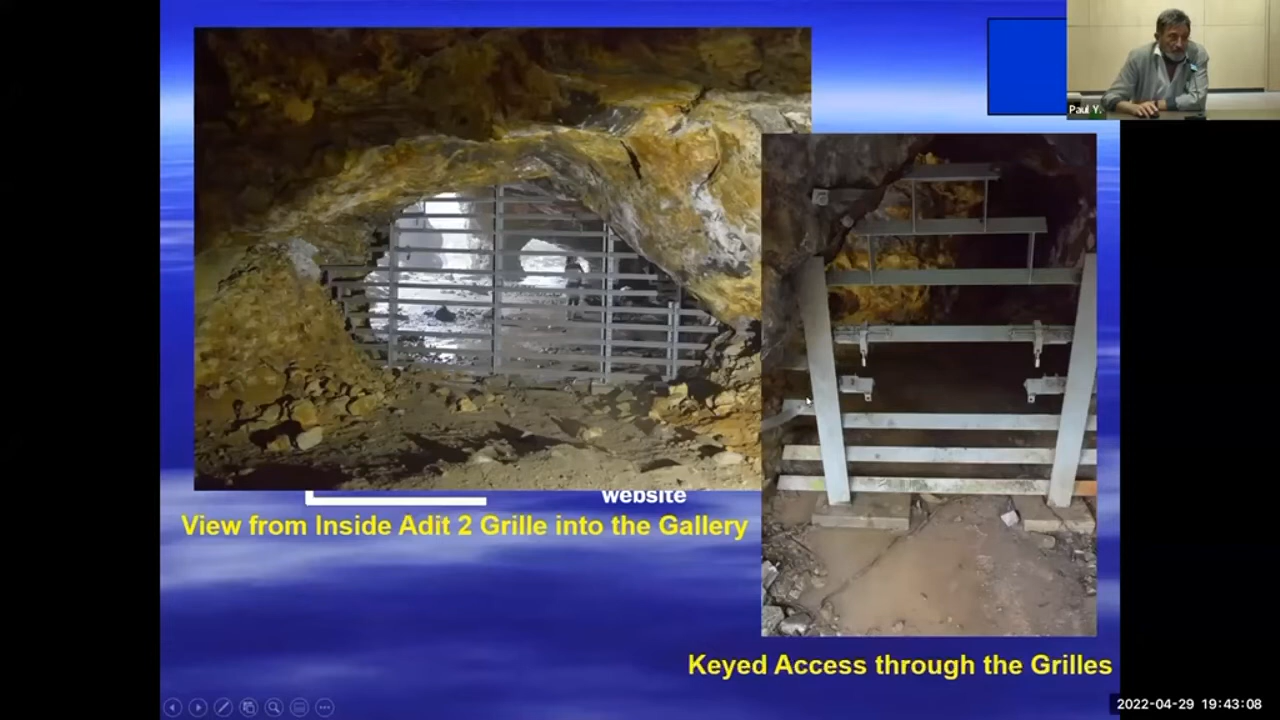 Paul Y.
website
View from Inside Adit 2 Grille into the Gallery
Keyed Access through the Grilles
2022-04-29 19:43:08